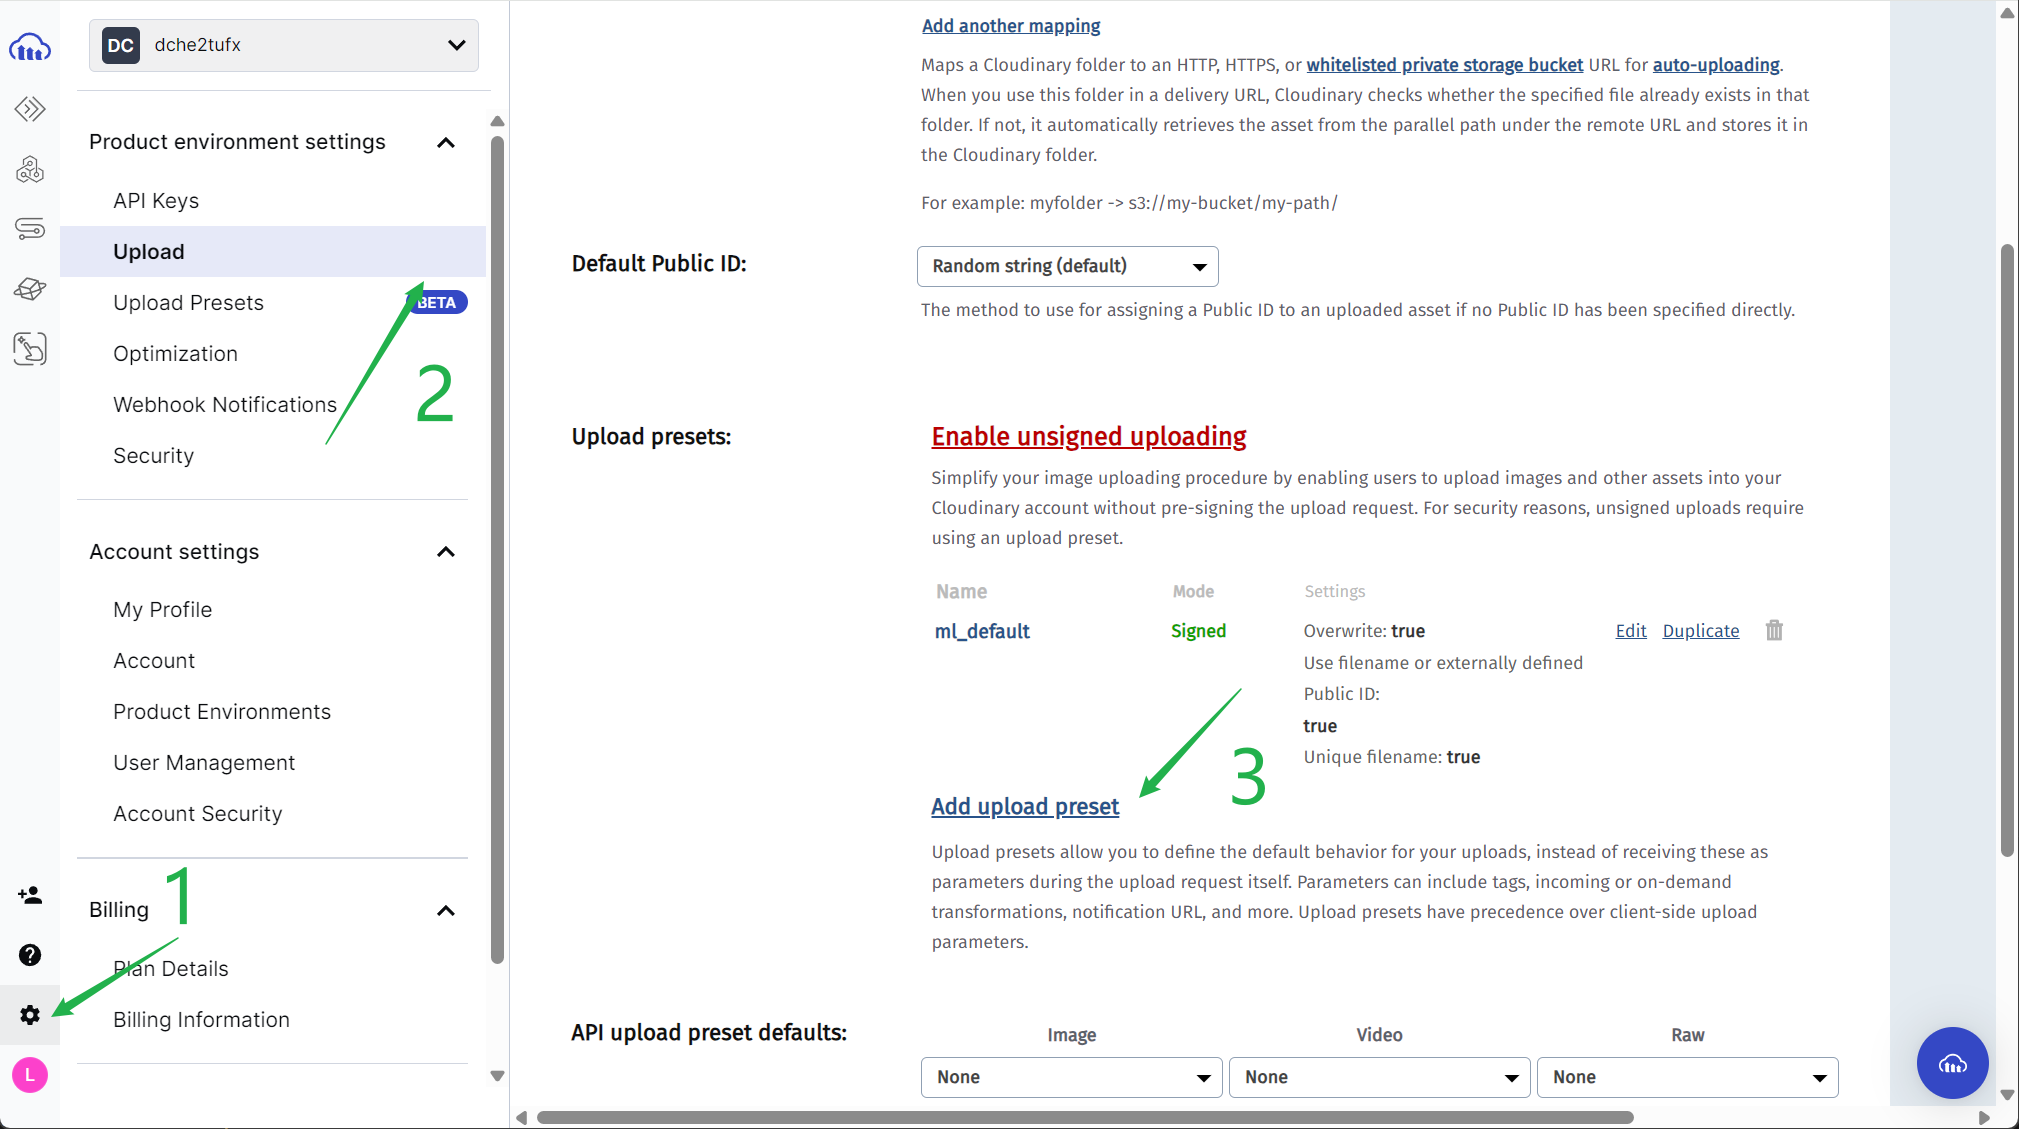 DC dche2tufx
Product environment settings
API Keys
Upload
Upload Presets BETA
Optimization
2
Webhook Notifications
Security
Account settings
My Profile
Account
Product Environments
User Management
Account Security
1
Billing
Plan Details
Billing Information
L
Add another mapping
Maps a Cloudinary folder to an HTTP, HTTPS, or whitelisted private storage bucket URL for auto-uploading.
When you use this folder in a delivery URL, Cloudinary checks whether the specified file already exists in that
folder. If not, it automatically retrieves the asset from the parallel path under the remote URL and stores it in
the Cloudinary folder.
For example: myfolder -> s3://my-bucket/my-path/
Default Public ID: Random string (default)
The method to use for assigning a Public ID to an uploaded asset if no Public ID has been specified directly.
Upload presets: Enable unsigned uploading
Simplify your image uploading procedure by enabling users to upload images and other assets into your
Cloudinary account without pre-signing the upload request. For security reasons, unsigned uploads require
using an upload preset.
Name Mode Settings
ml_default Signed Overwrite: true Edit Duplicate
Use filename or externally defined
Public ID:
true
Unique filename: true
3
Add upload preset
Upload presets allow you to define the default behavior for your uploads, instead of receiving these as
parameters during the upload request itself. Parameters can include tags, incoming or on-demand
transformations, notification URL, and more. Upload presets have precedence over client-side upload
parameters.
API upload preset defaults: Image Video Raw
None None None